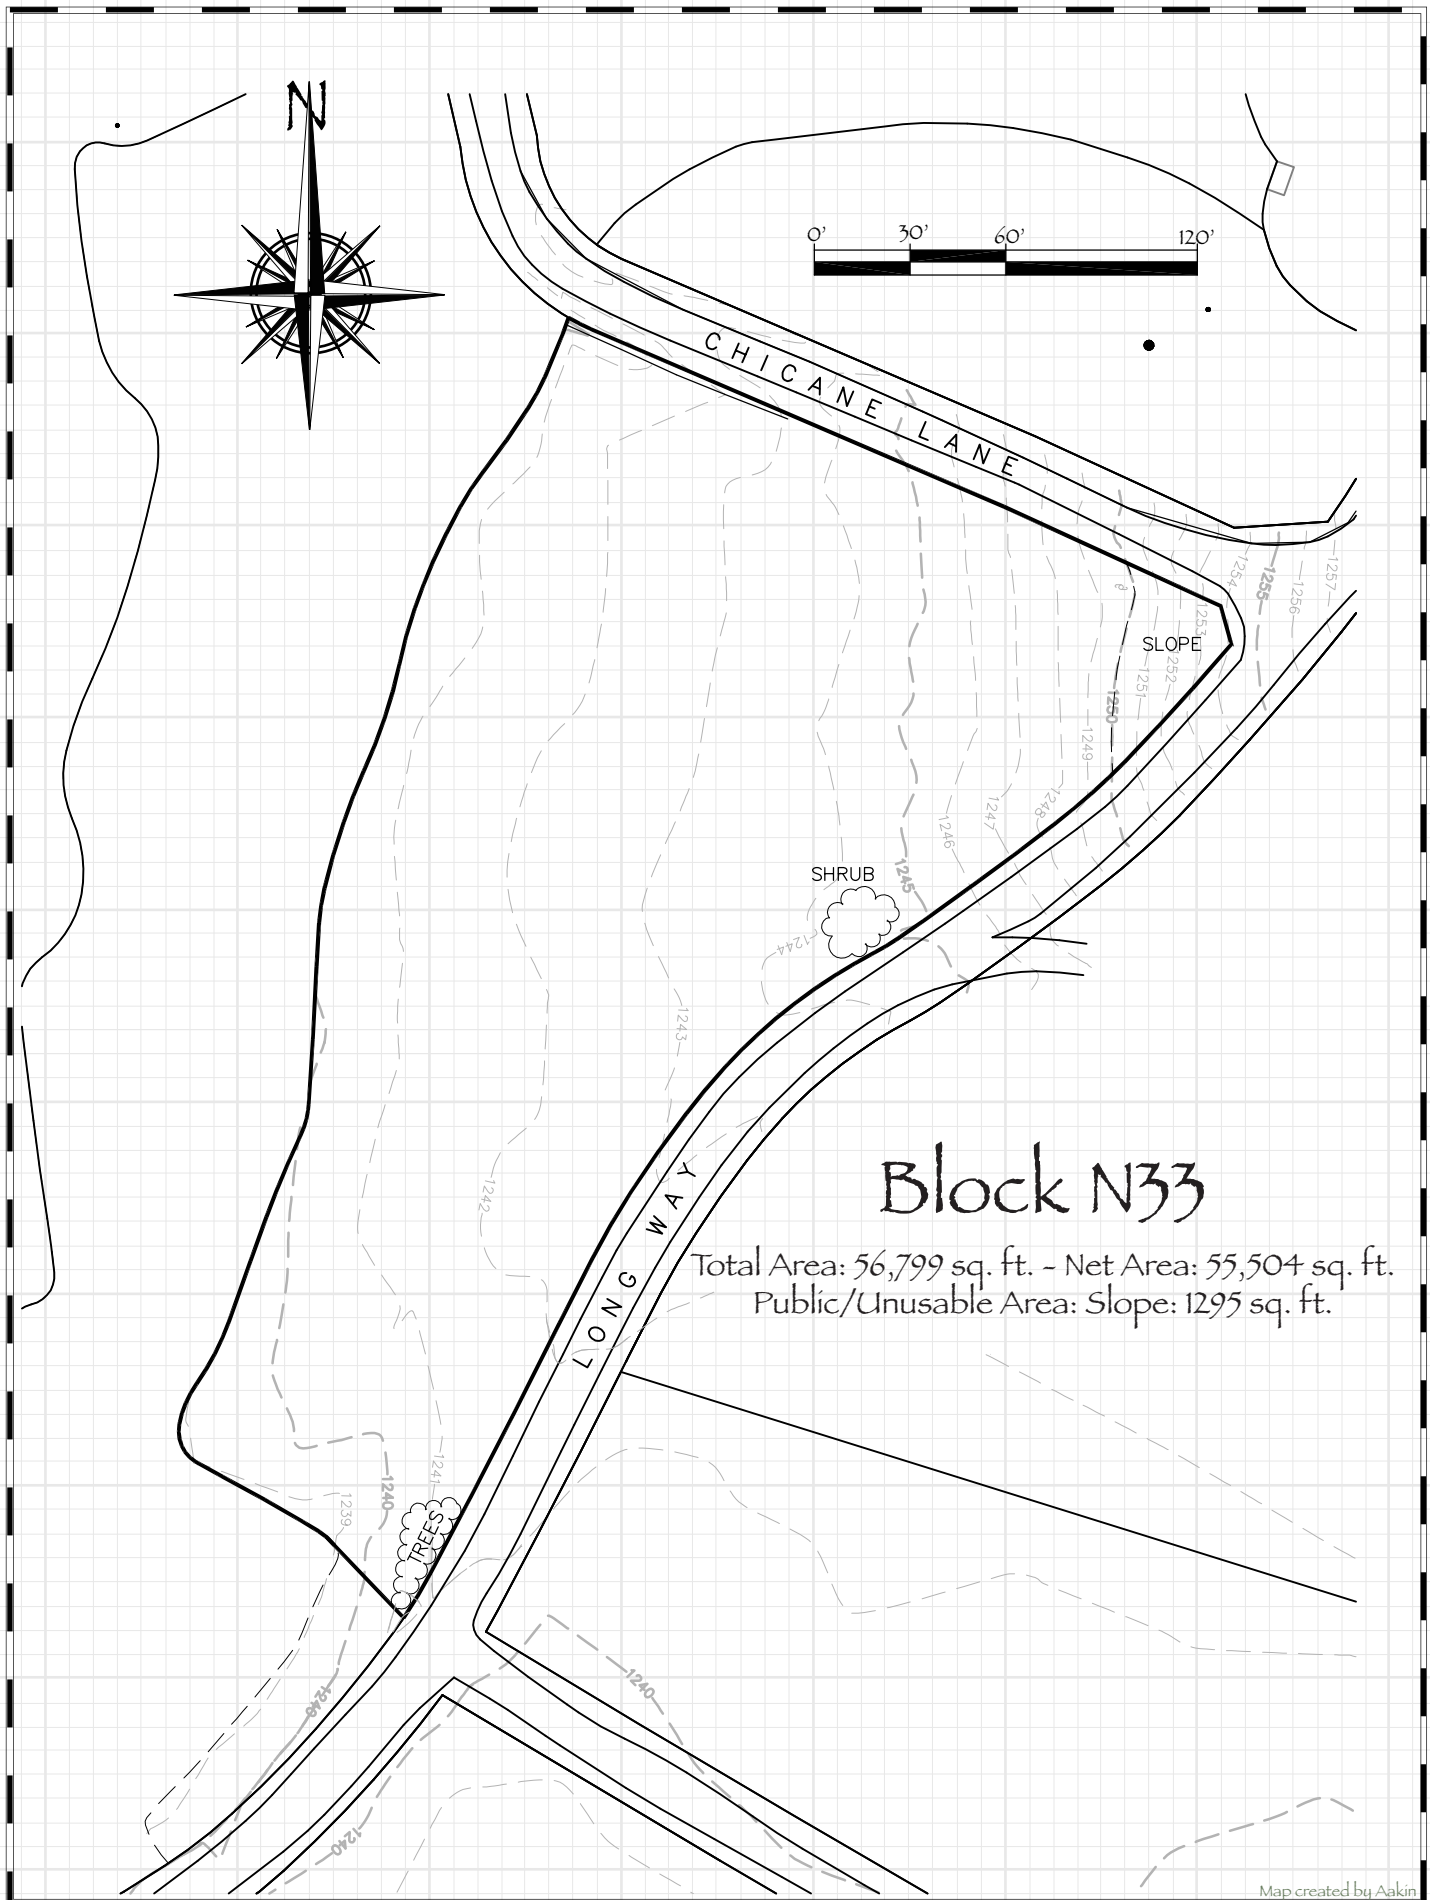 N
0' 30' 60' 120'
CHICANE LANE
1254
1255
1256
1257
1253
SLOPE
1252
1251
1250
1249
1248
1247
1246
SHRUB
1245
1244
1243
Block N33
LONG WAY
1242
Total Area: 56,799 sq. ft. - Net Area: 55,504 sq. ft.
Public/Unusable Area: Slope: 1295 sq. ft.
1241
1240
1239
TREES
1240
1240
1240
Map created by Aakin